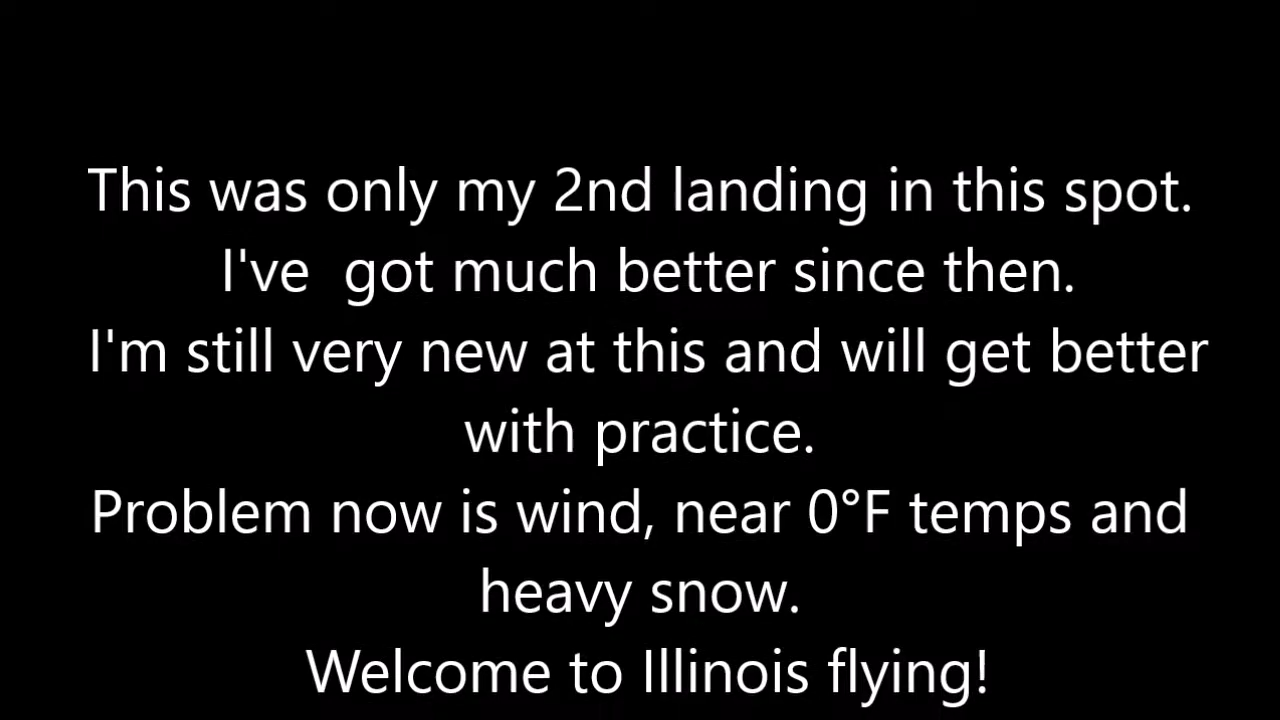 This was only my 2nd landing in this spot.
I've  got much better since then.
I'm still very new at this and will get better
with practice.
Problem now is wind, near 0°F temps and
heavy snow.
Welcome to Illinois flying!